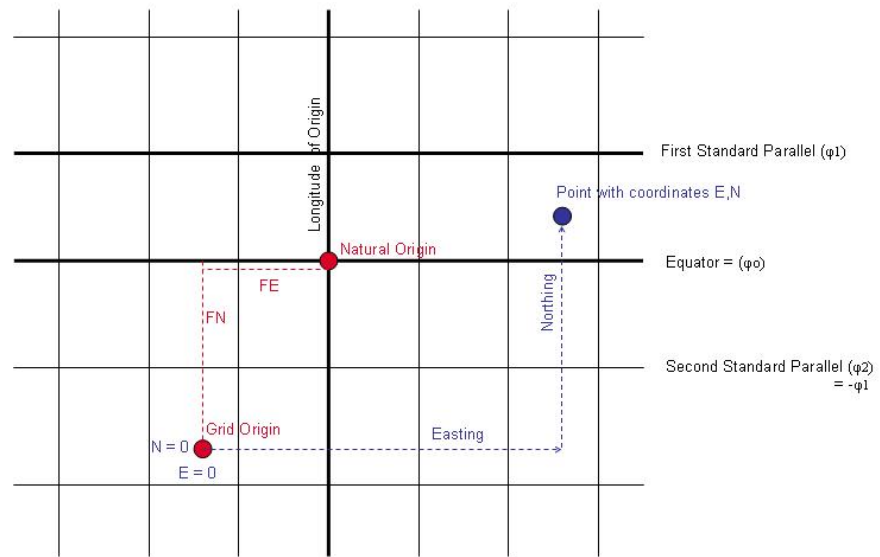 Longitude of Origin
First Standard Parallel (φ1)
Point with coordinates E,N
Natural Origin
Equator = (φo)
FE
FN
Northing
Second Standard Parallel (φ2)
= -φ1
Grid Origin
Easting
N = 0
E = 0